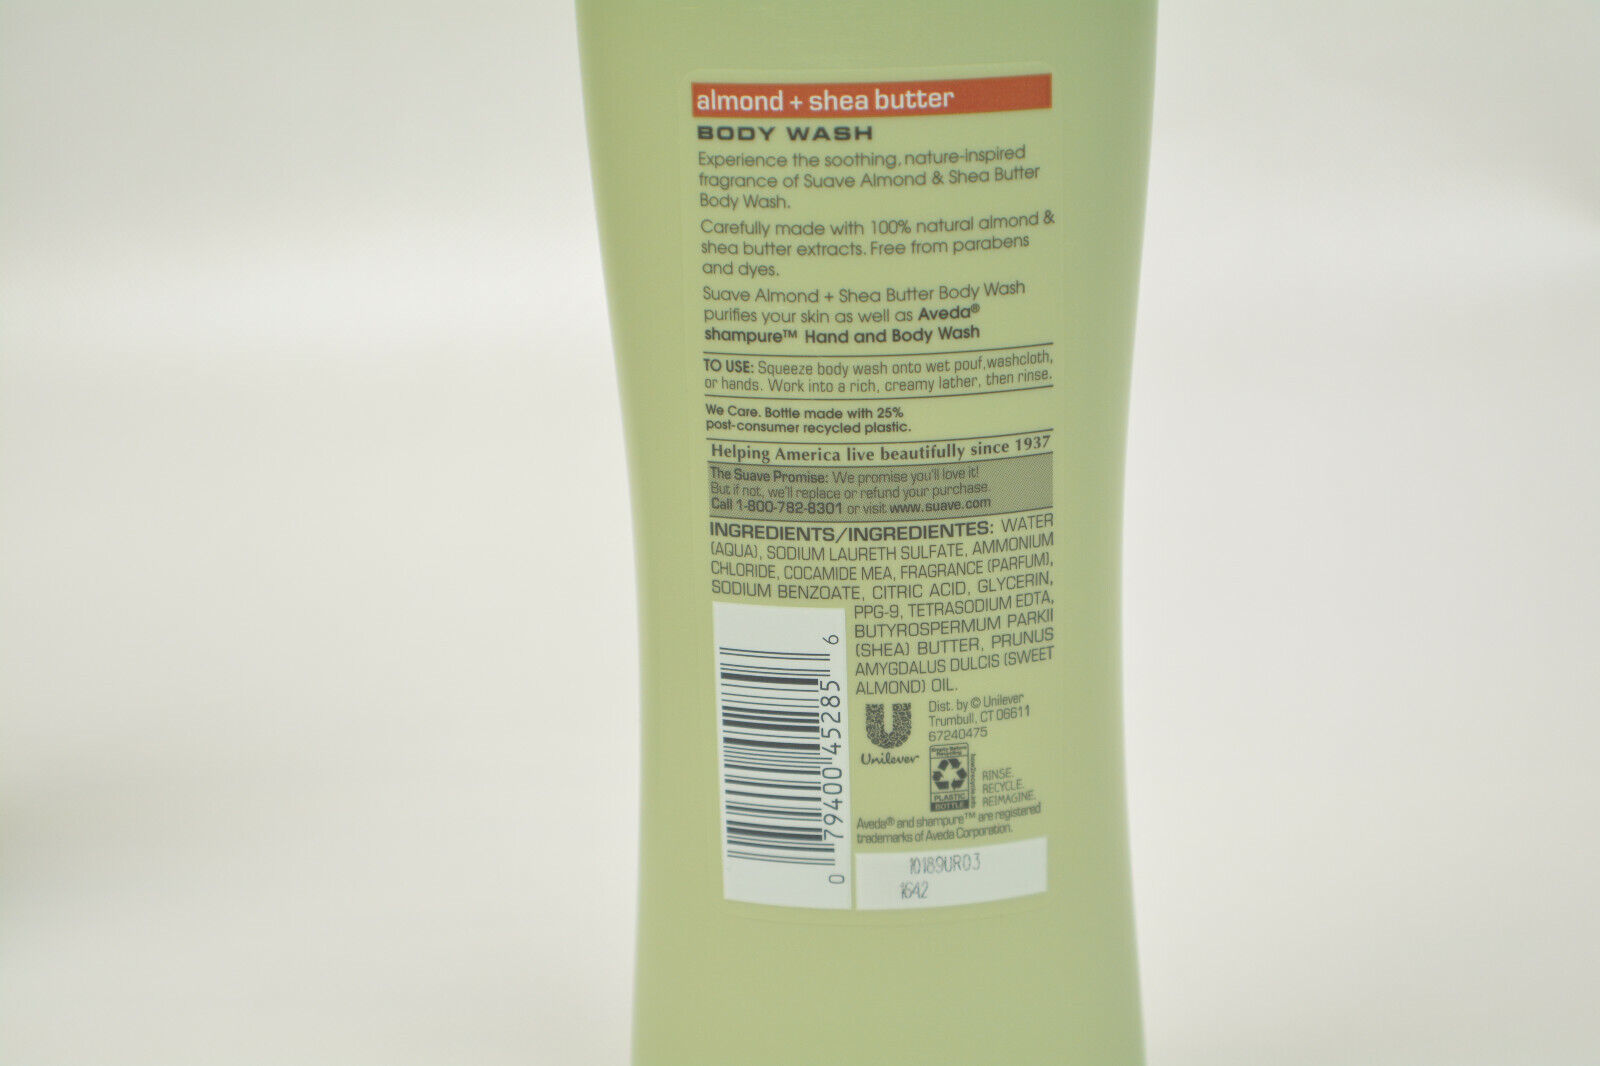 almond + shea butter
BODY WASH
Experience the soothing, nature-inspired
fragrance of Suave Almond & Shea Butter
Body Wash.
Carefully made with 100% natural almond &
shea butter extracts. Free from parabens
and dyes.
Suave Almond + Shea Butter Body Wash
purifies your skin as well as Aveda®
shampure™ Hand and Body Wash
TO USE: Squeeze body wash onto wet pouf, washcloth,
or hands. Work into a rich, creamy lather, then rinse.
We Care. Bottle made with 25%
post-consumer recycled plastic.
Helping America live beautifully since 1937
The Suave Promise: We promise you'll love it!
But if not, we'll replace or refund your purchase.
Call 1-800-782-8301 or visit www.suave.com
INGREDIENTS/INGREDIENTES: WATER
(AQUA), SODIUM LAURETH SULFATE, AMMONIUM
CHLORIDE, COCAMIDE MEA, FRAGRANCE (PARFUM),
SODIUM BENZOATE, CITRIC ACID, GLYCERIN,
PPG-9, TETRASODIUM EDTA,
BUTYROSPERMUM PARKII
(SHEA) BUTTER, PRUNUS
AMYGDALUS DULCIS (SWEET
ALMOND) OIL.
0 79400 45285 6
Unilever
Dist. by © Unilever
Trumbull, CT 06611
67240475
Empty Before
Recycling
PLASTIC
BOTTLE
how2recycle.info
RINSE.
RECYCLE.
REIMAGINE.
Aveda® and shampure™ are registered
trademarks of Aveda Corporation.
10189UR03
1642